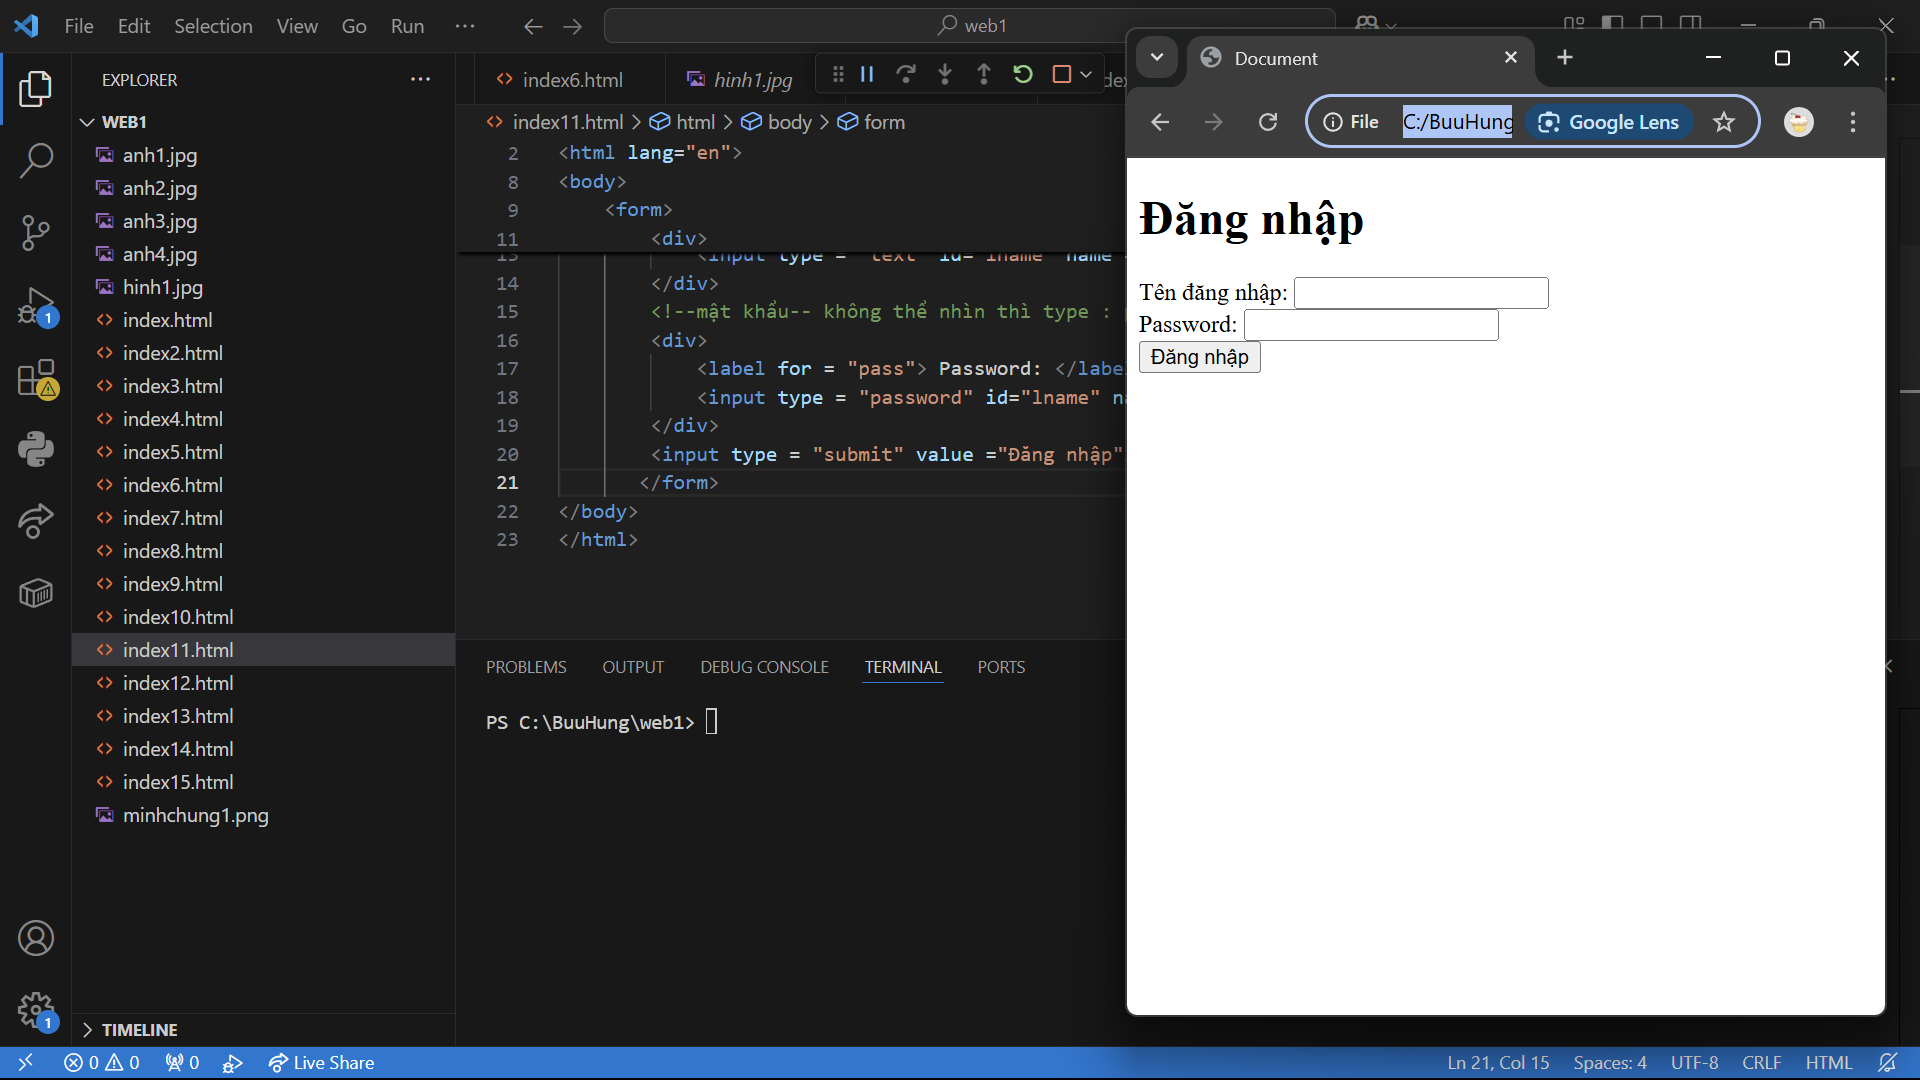 File Edit Selection View Go Run
web1
EXPLORER
WEB1
anh1.jpg
anh2.jpg
anh3.jpg
anh4.jpg
hinh1.jpg
index.html
index2.html
index3.html
index4.html
index5.html
index6.html
index7.html
index8.html
index9.html
index10.html
index11.html
index12.html
index13.html
index14.html
index15.html
minhchung1.png
TIMELINE
index6.html
hinh1.jpg
index11.html > html > body > form
2 <html lang="en">
8 <body>
9 <form>
11 <div>
13 <input type = "text" id="lname" name
14 </div>
15 <!--mật khẩu-- không thể nhìn thì type :
16 <div>
17 <label for = "pass"> Password: </labe
18 <input type = "password" id="lname" na
19 </div>
20 <input type = "submit" value ="Đăng nhập"
21 </form>
22 </body>
23 </html>
PROBLEMS OUTPUT DEBUG CONSOLE TERMINAL PORTS
PS C:\BuuHung\web1>
Document
File C:/BuuHung Google Lens
Đăng nhập
Tên đăng nhập:
Password:
Đăng nhập
1
1
0 0 0 Live Share
Ln 21, Col 15 Spaces: 4 UTF-8 CRLF HTML